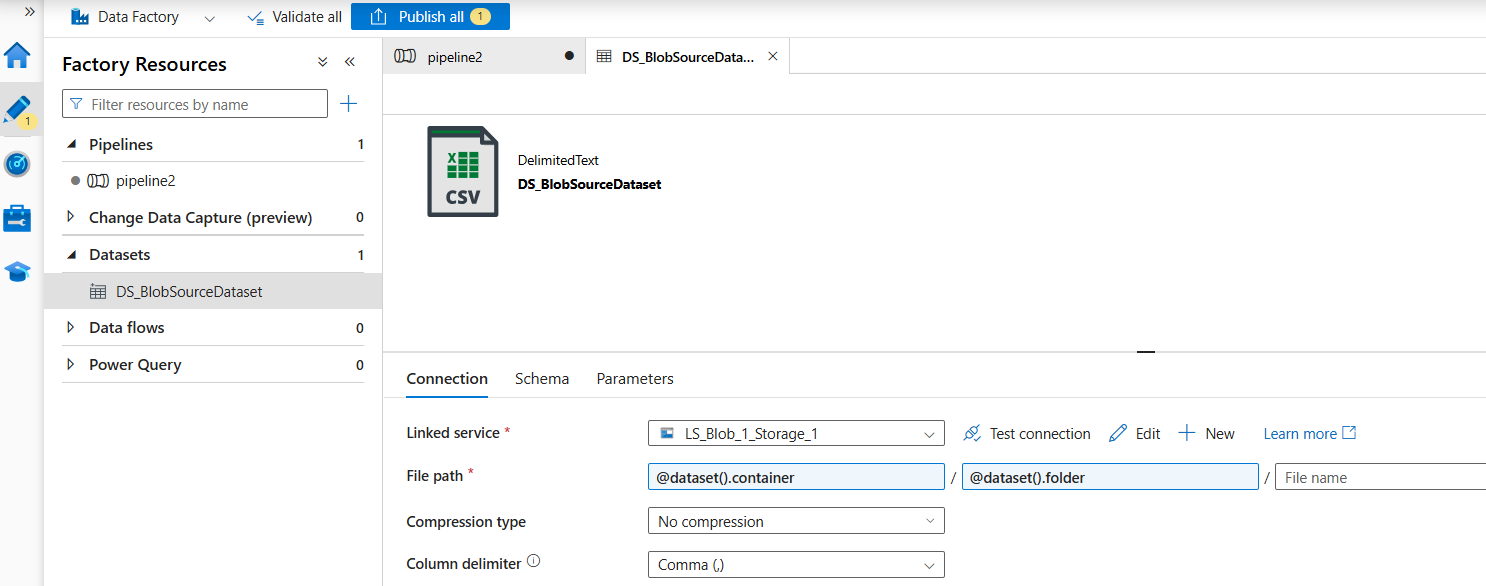 Data Factory
Validate all
Publish all 1
Factory Resources
Filter resources by name
1
Pipelines 1
pipeline2
Change Data Capture (preview) 0
Datasets 1
DS_BlobSourceDataset
Data flows 0
Power Query 0
pipeline2
DS_BlobSourceData...
X
CSV
DelimitedText
DS_BlobSourceDataset
Connection Schema Parameters
Linked service * LS_Blob_1_Storage_1 Test connection Edit New Learn more
File path * @dataset().container / @dataset().folder / File name
Compression type No compression
Column delimiter Comma (,)